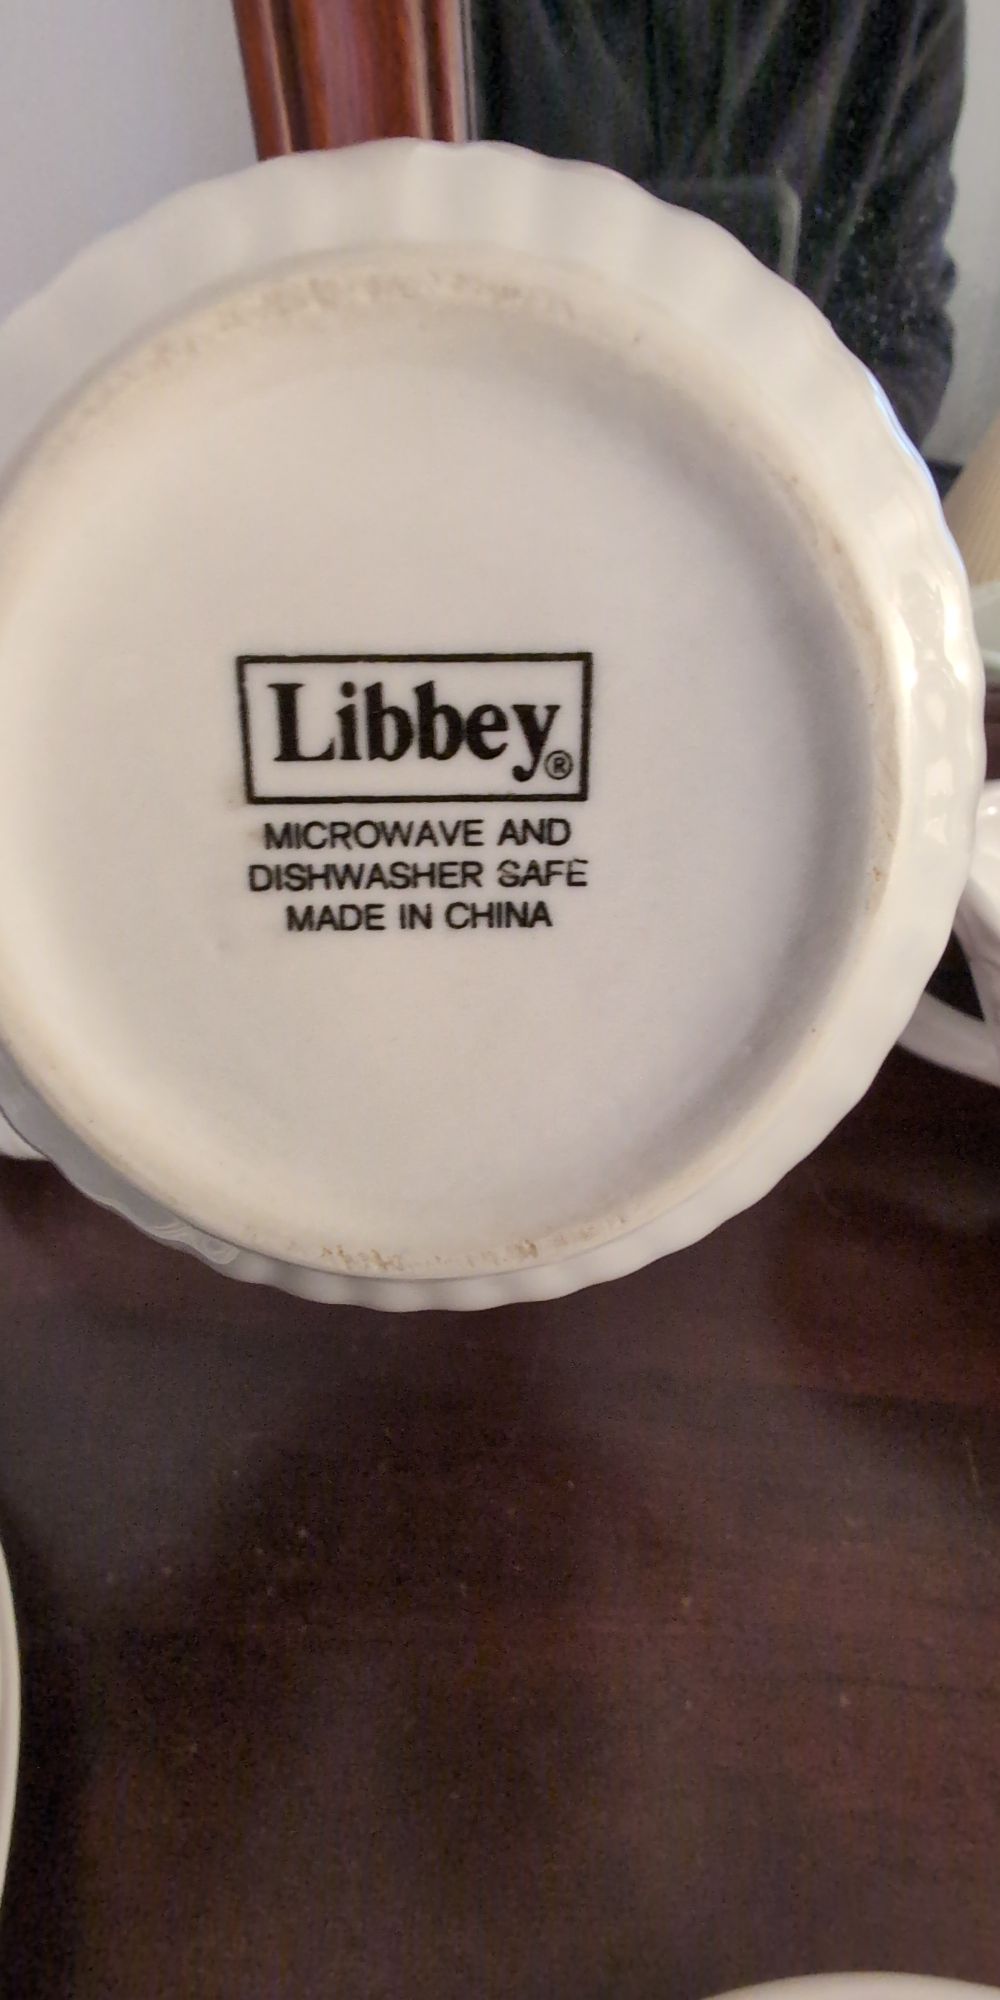 Libbey®
MICROWAVE AND
DISHWASHER SAFE
MADE IN CHINA